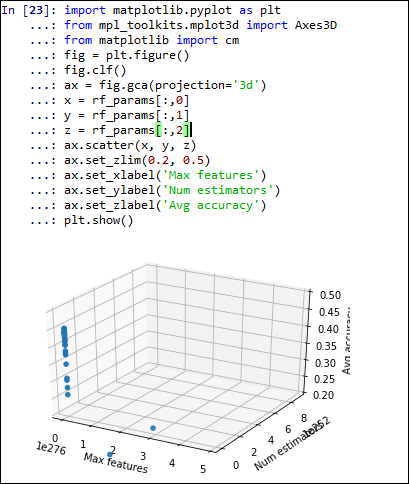 In [23]: import matplotlib.pyplot as plt
...: from mpl_toolkits.mplot3d import Axes3D
...: from matplotlib import cm
...: fig = plt.figure()
...: fig.clf()
...: ax = fig.gca(projection='3d')
...: x = rf_params[:,0]
...: y = rf_params[:,1]
...: z = rf_params[:,2]
...: ax.scatter(x, y, z)
...: ax.set_zlim(0.2, 0.5)
...: ax.set_xlabel('Max features')
...: ax.set_ylabel('Num estimators')
...: ax.set_zlabel('Avg accuracy')
...: plt.show()
0.50
0.45
0.40
0.35
0.30
0.25
0.20
Avg accuracy
0 1 2 3 4 5
1e276
Max features
0 2 4 6 8
Num estimators
1e252